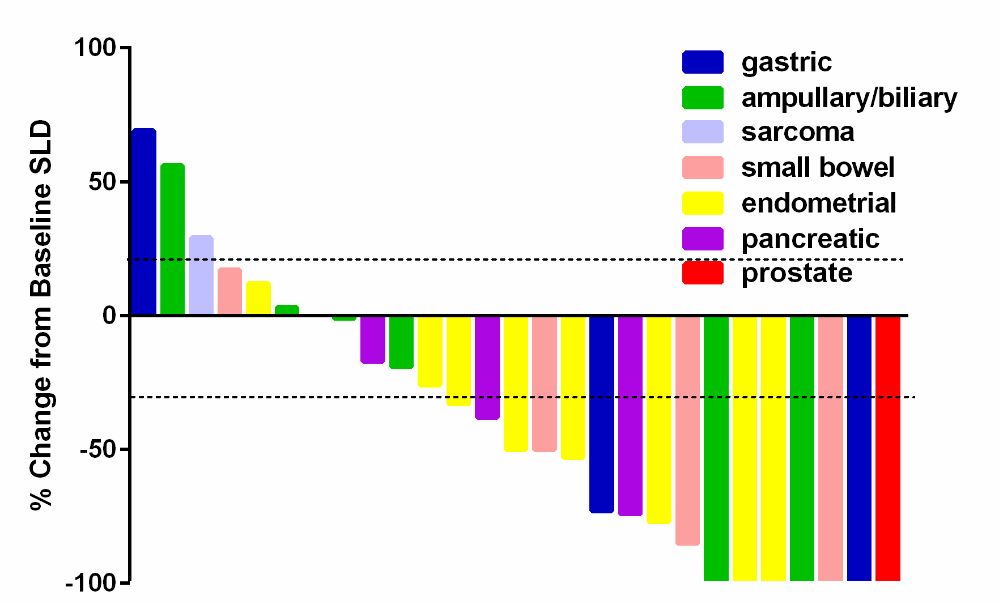 % Change from Baseline SLD
100
50
0
-50
-100
gastric
ampullary/biliary
sarcoma
small bowel
endometrial
pancreatic
prostate